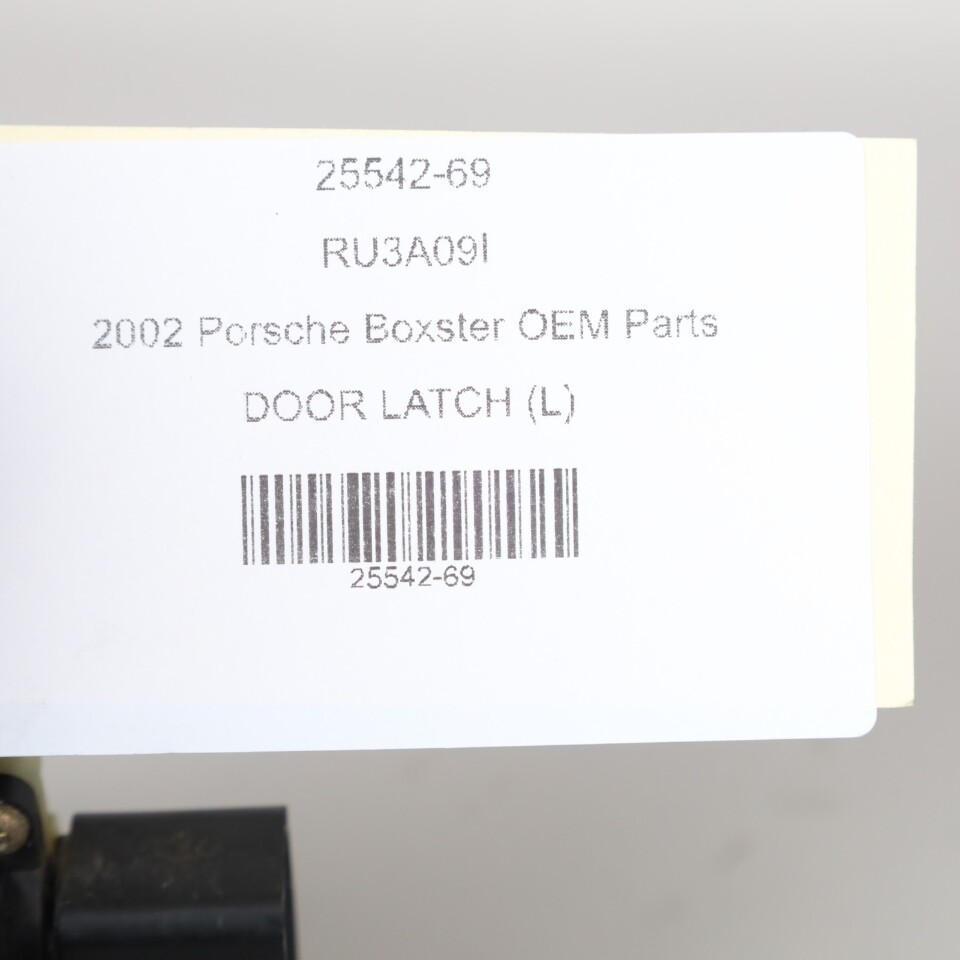 25542-69
RU3A09I
2002 Porsche Boxster OEM Parts
DOOR LATCH (L)
25542-69